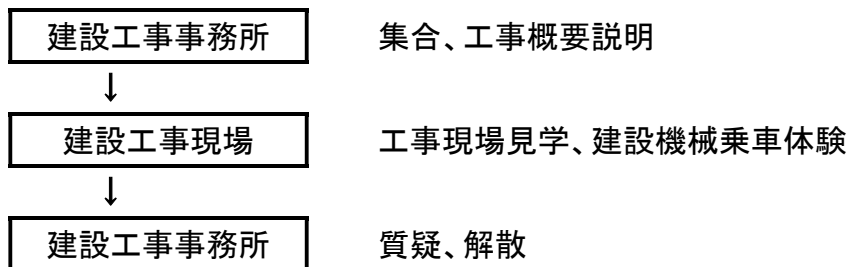 建設工事事務所　集合、工事概要説明
↓
建設工事現場　工事現場見学、建設機械乗車体験
↓
建設工事事務所　質疑、解散